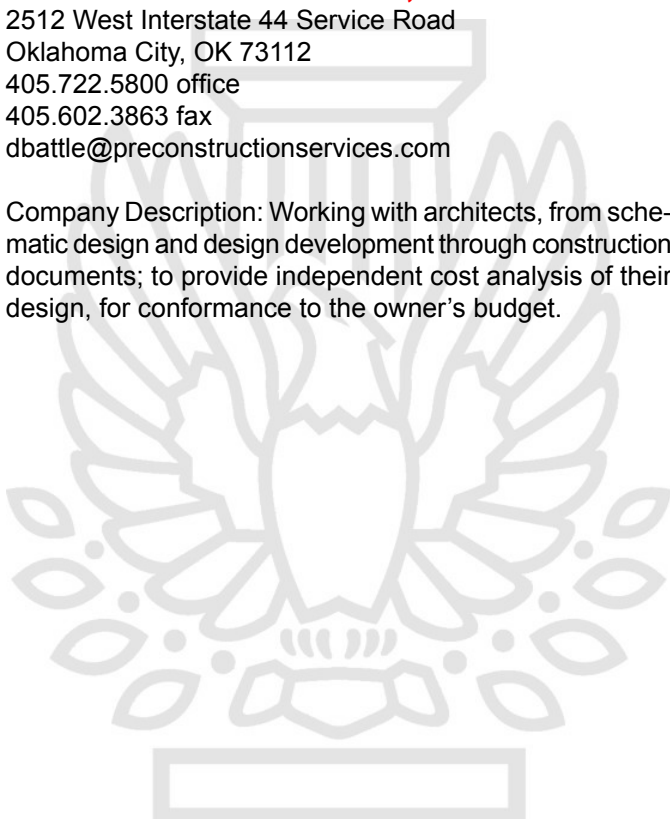 2512 West Interstate 44 Service Road
Oklahoma City, OK 73112
405.722.5800 office
405.602.3863 fax
dbattle@preconstructionservices.com
Company Description: Working with architects, from sche-
matic design and design development through construction
documents; to provide independent cost analysis of their
design, for conformance to the owner's budget.